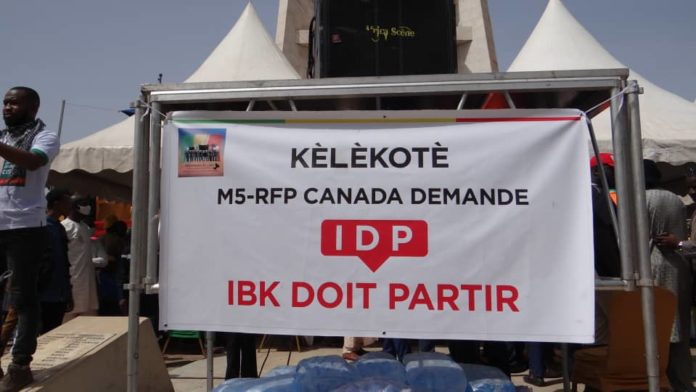 KÈLÈKOTÈ
M5-RFP CANADA DEMANDE
IDP
IBK DOIT PARTIR